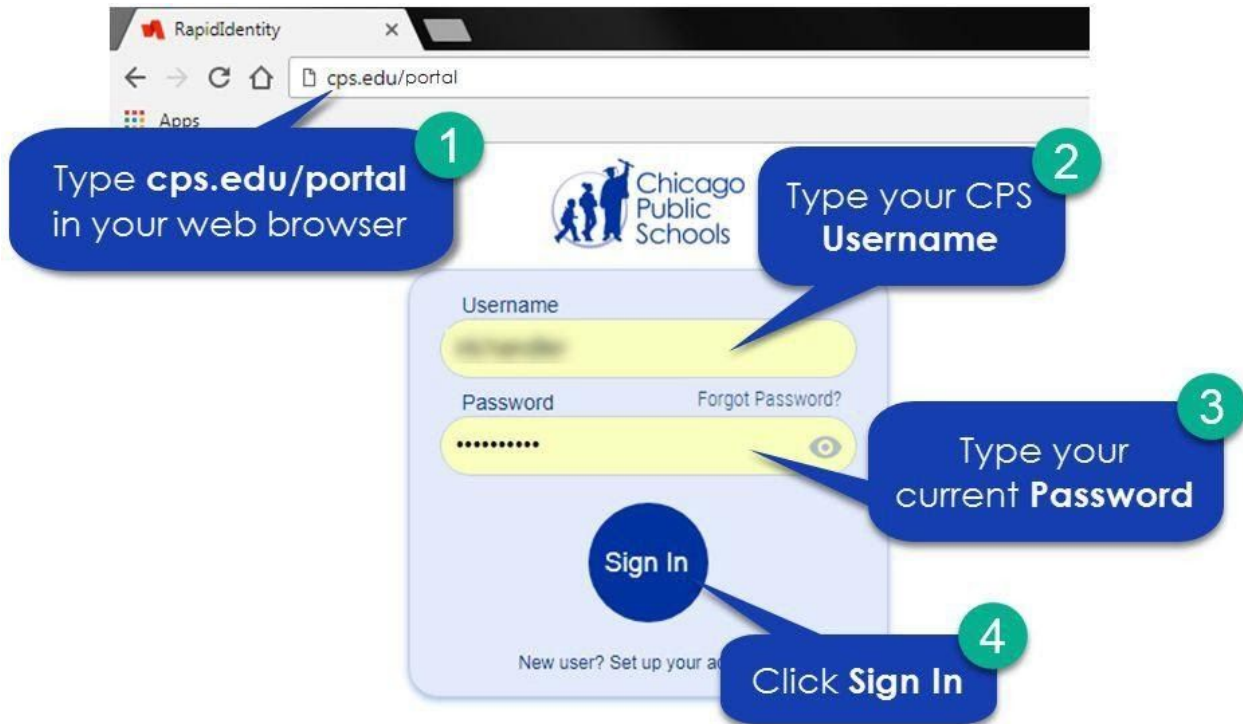 RapidIdentity
cps.edu/portal
Apps
1
Type cps.edu/portal
in your web browser
Chicago
Public
Schools
2
Type your CPS
Username
Username
Password
Forgot Password?
••••••••••
3
Type your
current Password
Sign In
New user? Set up your
4
Click Sign In